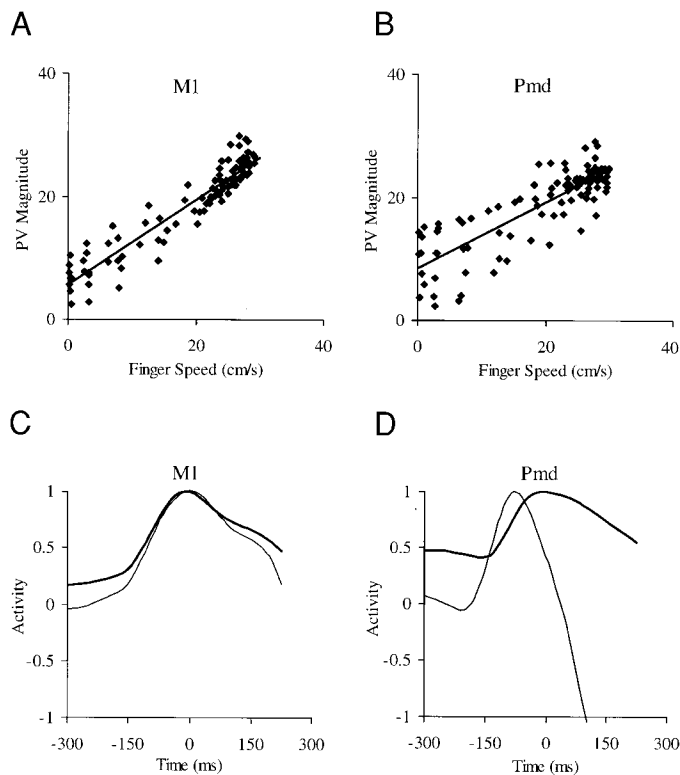 A
M1
40
20
0
PV Magnitude
0 20 40
Finger Speed (cm/s)
B
Pmd
40
20
0
PV Magnitude
0 20 40
Finger Speed (cm/s)
C
M1
1
0.5
0
-0.5
-1
Activity
-300 -150 0 150 300
Time (ms)
D
Pmd
1
0.5
0
-0.5
-1
Activity
-300 -150 0 150 300
Time (ms)